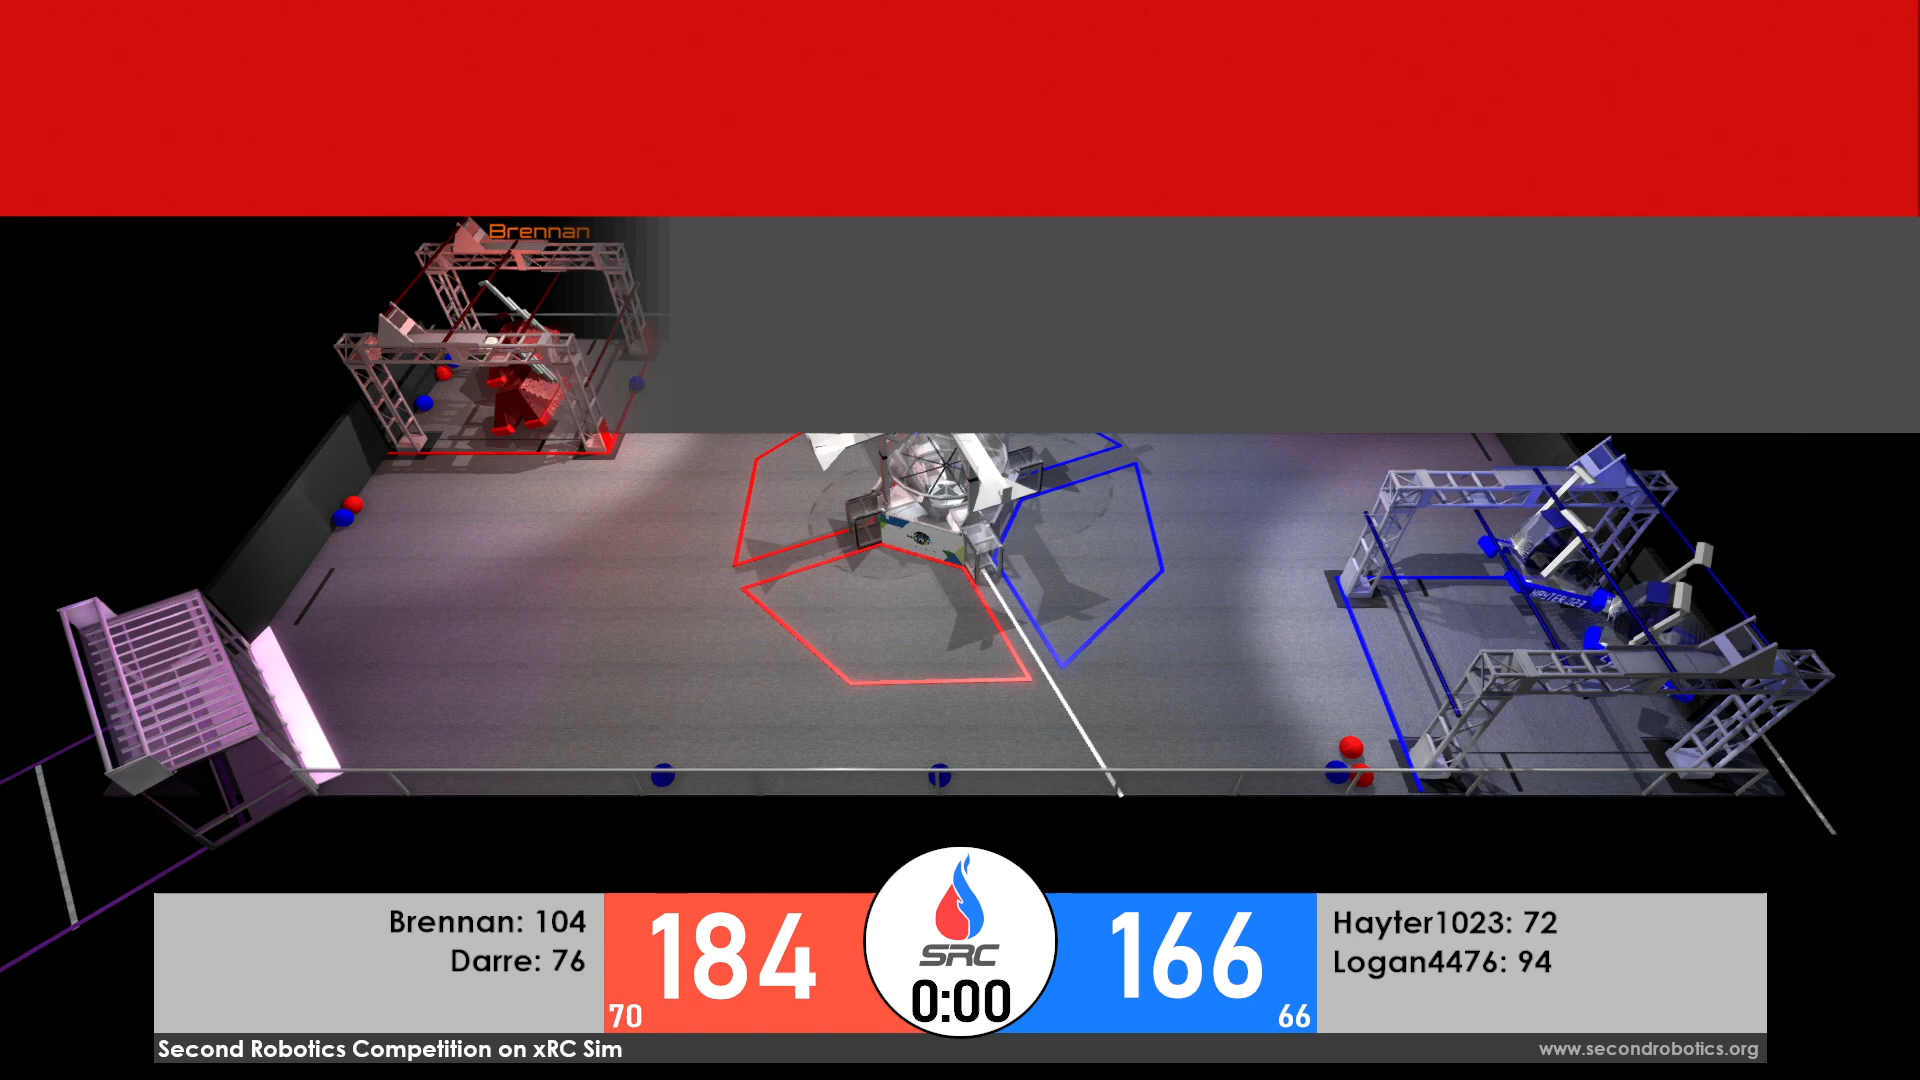 Brennan
HAYTER1023
Brennan: 104
Darre: 76
184
70
SRC
0:00
166
66
Hayter1023: 72
Logan4476: 94
Second Robotics Competition on xRC Sim
www.secondrobotics.org